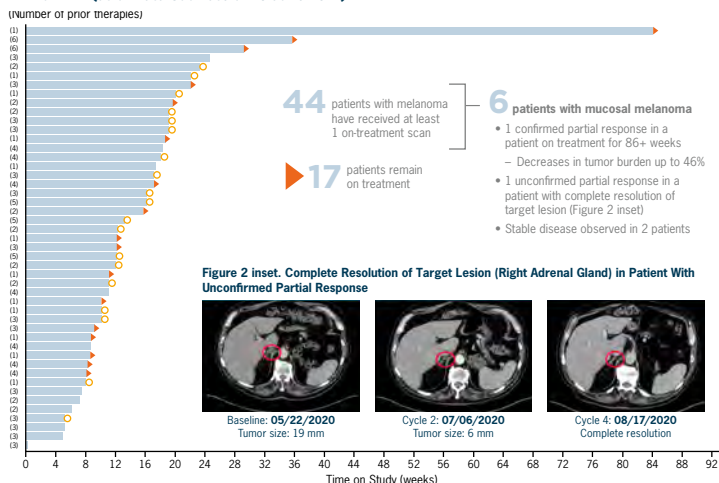 (Number of prior therapies)
(1)
(6)
(6)
(3)
(2)
(1)
(3)
(1)
(2)
(2)
(3)
(3)
(1)
(4)
(4)
(1)
(3)
(4)
(3)
(5)
(2)
(5)
(2)
(1)
(3)
(5)
(2)
(1)
(2)
(4)
(1)
(1)
(3)
(3)
(1)
(4)
(1)
(4)
(4)
(1)
(3)
(2)
(2)
(3)
(3)
(3)
(3)
44 patients with melanoma
have received at least
1 on-treatment scan
17 patients remain
on treatment
6 patients with mucosal melanoma
• 1 confirmed partial response in a
patient on treatment for 86+ weeks
– Decreases in tumor burden up to 46%
• 1 unconfirmed partial response in a
patient with complete resolution of
target lesion (Figure 2 inset)
• Stable disease observed in 2 patients
Figure 2 inset. Complete Resolution of Target Lesion (Right Adrenal Gland) in Patient With
Unconfirmed Partial Response
Baseline: 05/22/2020
Tumor size: 19 mm
Cycle 2: 07/06/2020
Tumor size: 6 mm
Cycle 4: 08/17/2020
Complete resolution
0 4 8 12 16 20 24 28 32 36 40 44 48 52 56 60 64 68 72 76 80 84 88 92
Time on Study (weeks)